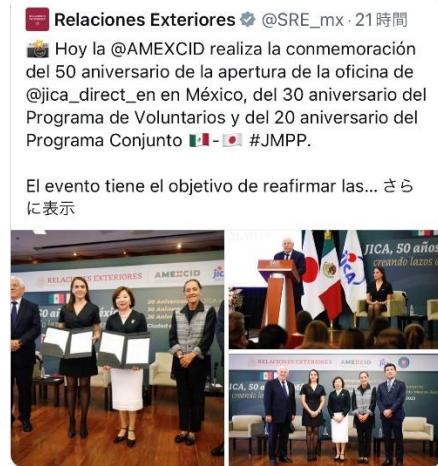 Relaciones Exteriores @SRE_mx · 21時間
📸 Hoy la @AMEXCID realiza la conmemoración
del 50 aniversario de la apertura de la oficina de
@jica_direct_en en México, del 30 aniversario del
Programa de Voluntarios y del 20 aniversario del
Programa Conjunto 🇲🇽-🇯🇵 #JMPP.
El evento tiene el objetivo de reafirmar las... さら
に表示
RELACIONES EXTERIORES AMEXCID jica
JICA, 50 años
creando lazos
JICA
RELACIONES EXTERIORES AMEXCID